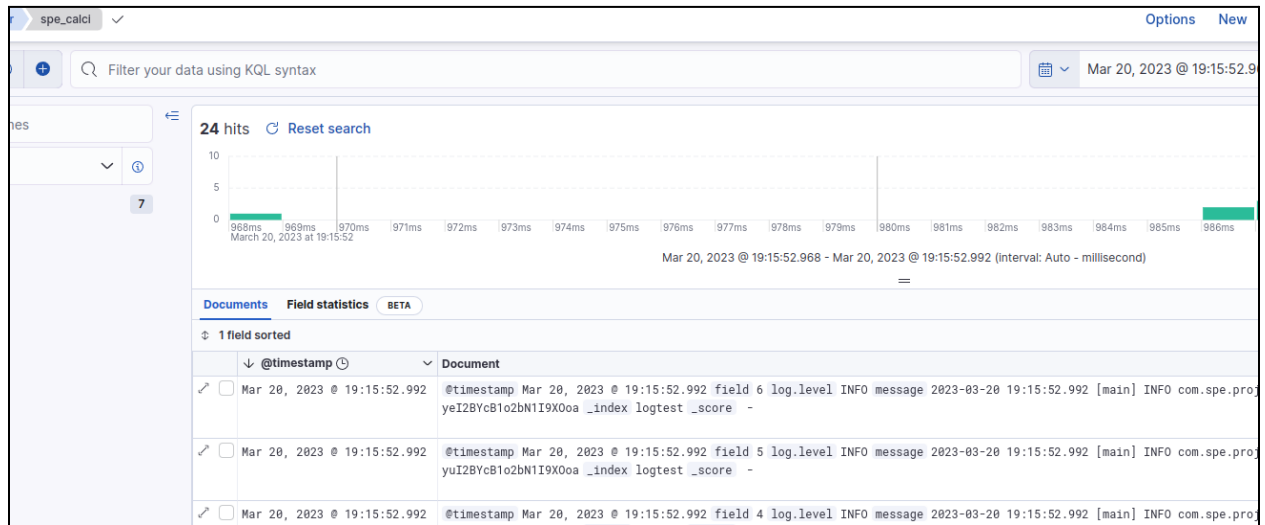 r spe_calci Options New
Filter your data using KQL syntax Mar 20, 2023 @ 19:15:52.9
nes
24 hits Reset search
7
10
5
0
968ms 969ms 970ms 971ms 972ms 973ms 974ms 975ms 976ms 977ms 978ms 979ms 980ms 981ms 982ms 983ms 984ms 985ms 986ms
March 20, 2023 at 19:15:52
Mar 20, 2023 @ 19:15:52.968 - Mar 20, 2023 @ 19:15:52.992 (interval: Auto - millisecond)
Documents Field statistics BETA
1 field sorted
@timestamp Document
Mar 20, 2023 @ 19:15:52.992 @timestamp Mar 20, 2023 @ 19:15:52.992 field 6 log.level INFO message 2023-03-20 19:15:52.992 [main] INFO com.spe.proj
yeI2BYcB1o2bN1I9XOoa _index logtest _score -
Mar 20, 2023 @ 19:15:52.992 @timestamp Mar 20, 2023 @ 19:15:52.992 field 5 log.level INFO message 2023-03-20 19:15:52.992 [main] INFO com.spe.proj
yuI2BYcB1o2bN1I9XOoa _index logtest _score -
Mar 20, 2023 @ 19:15:52.992 @timestamp Mar 20, 2023 @ 19:15:52.992 field 4 log.level INFO message 2023-03-20 19:15:52.992 [main] INFO com.spe.proj